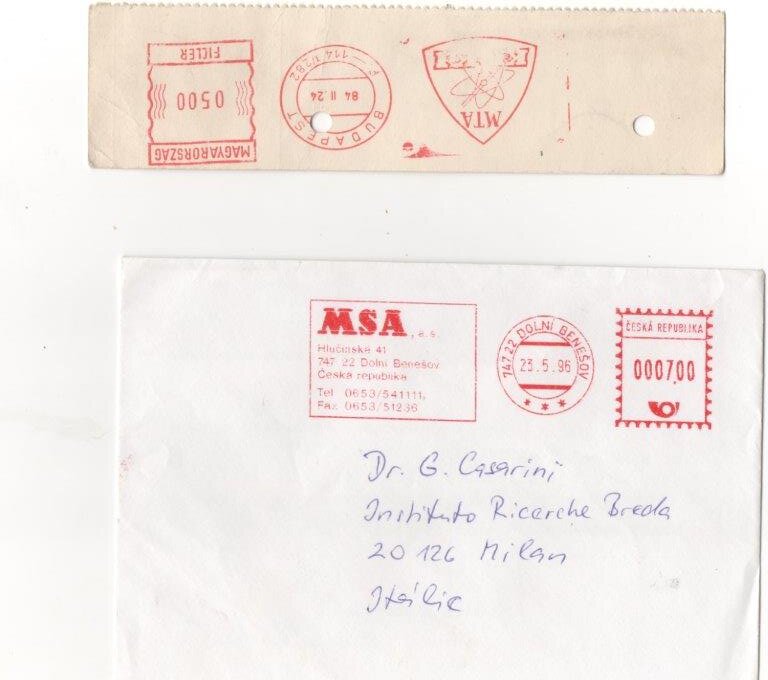 MAGYARORSZAG
0500
FILLER
BUDAPEST
84 II.24
MTA
MSA, a.s.
Hlučínská 41
747 22 Dolní Benešov
Česká republika
Tel 0653/541111,
Fax 0653/51236
747 22 DOLNÍ BENEŠOV
23.5.96
ČESKÁ REPUBLIKA
0007,00
Dr. G. Casarini
Instituto Ricerche Breda
20126 Milan
Itálie